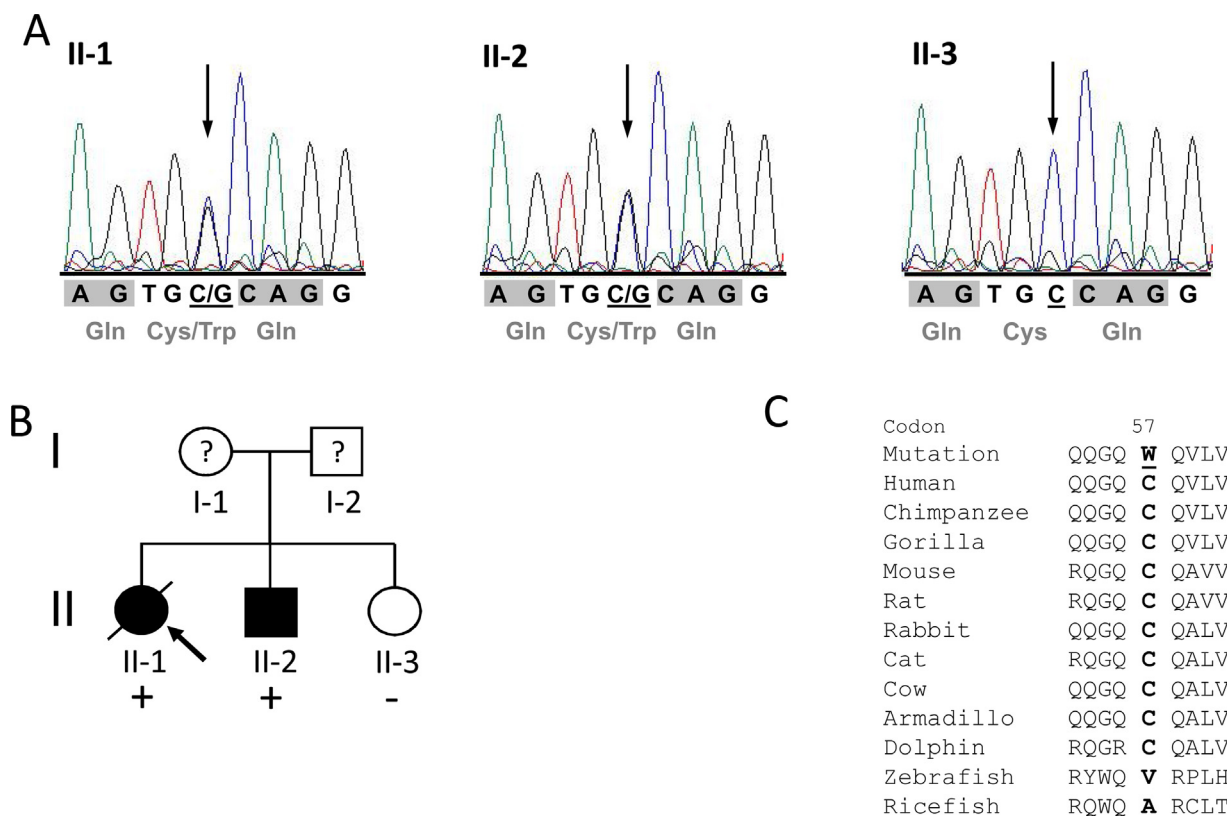 A
II-1
II-2
II-3
A G T G C/G C A G G
Gln Cys/Trp Gln
A G T G C/G C A G G
Gln Cys/Trp Gln
A G T G C C A G G
Gln Cys Gln
B
I
? ?
I-1 I-2
II
II-1 II-2 II-3
+ + -
C
Codon 57
Mutation QQGQ W QVLV
Human QQGQ C QVLV
Chimpanzee QQGQ C QVLV
Gorilla QQGQ C QVLV
Mouse RQGQ C QAVV
Rat RQGQ C QAVV
Rabbit QQGQ C QALV
Cat RQGQ C QALV
Cow QQGQ C QALV
Armadillo QQGQ C QALV
Dolphin RQGR C QALV
Zebrafish RYWQ V RPLH
Ricefish RQWQ A RCLT